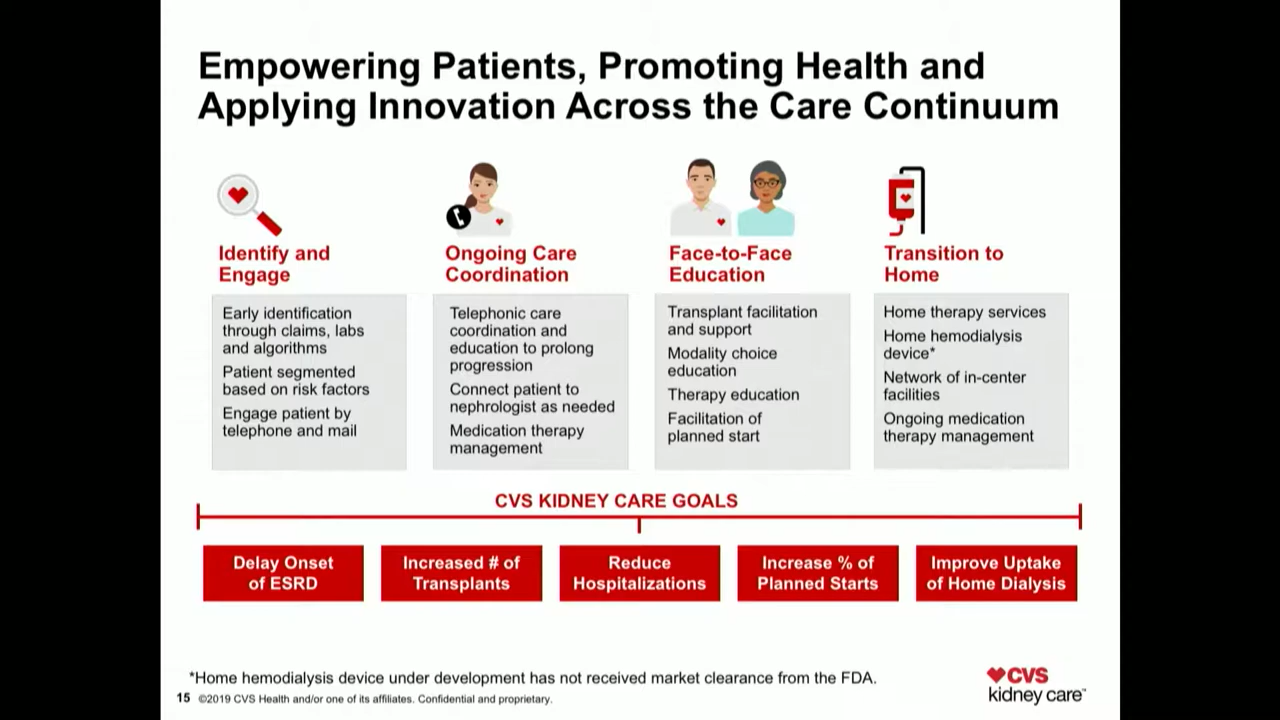 Empowering Patients, Promoting Health and
Applying Innovation Across the Care Continuum
Identify and
Engage
Early identification
through claims, labs
and algorithms
Patient segmented
based on risk factors
Engage patient by
telephone and mail
Ongoing Care
Coordination
Telephonic care
coordination and
education to prolong
progression
Connect patient to
nephrologist as needed
Medication therapy
management
Face-to-Face
Education
Transplant facilitation
and support
Modality choice
education
Therapy education
Facilitation of
planned start
Transition to
Home
Home therapy services
Home hemodialysis
device*
Network of in-center
facilities
Ongoing medication
therapy management
CVS KIDNEY CARE GOALS
Delay Onset
of ESRD
Increased # of
Transplants
Reduce
Hospitalizations
Increase % of
Planned Starts
Improve Uptake
of Home Dialysis
*Home hemodialysis device under development has not received market clearance from the FDA.
15 ©2019 CVS Health and/or one of its affiliates. Confidential and proprietary.
CVS
kidney care™